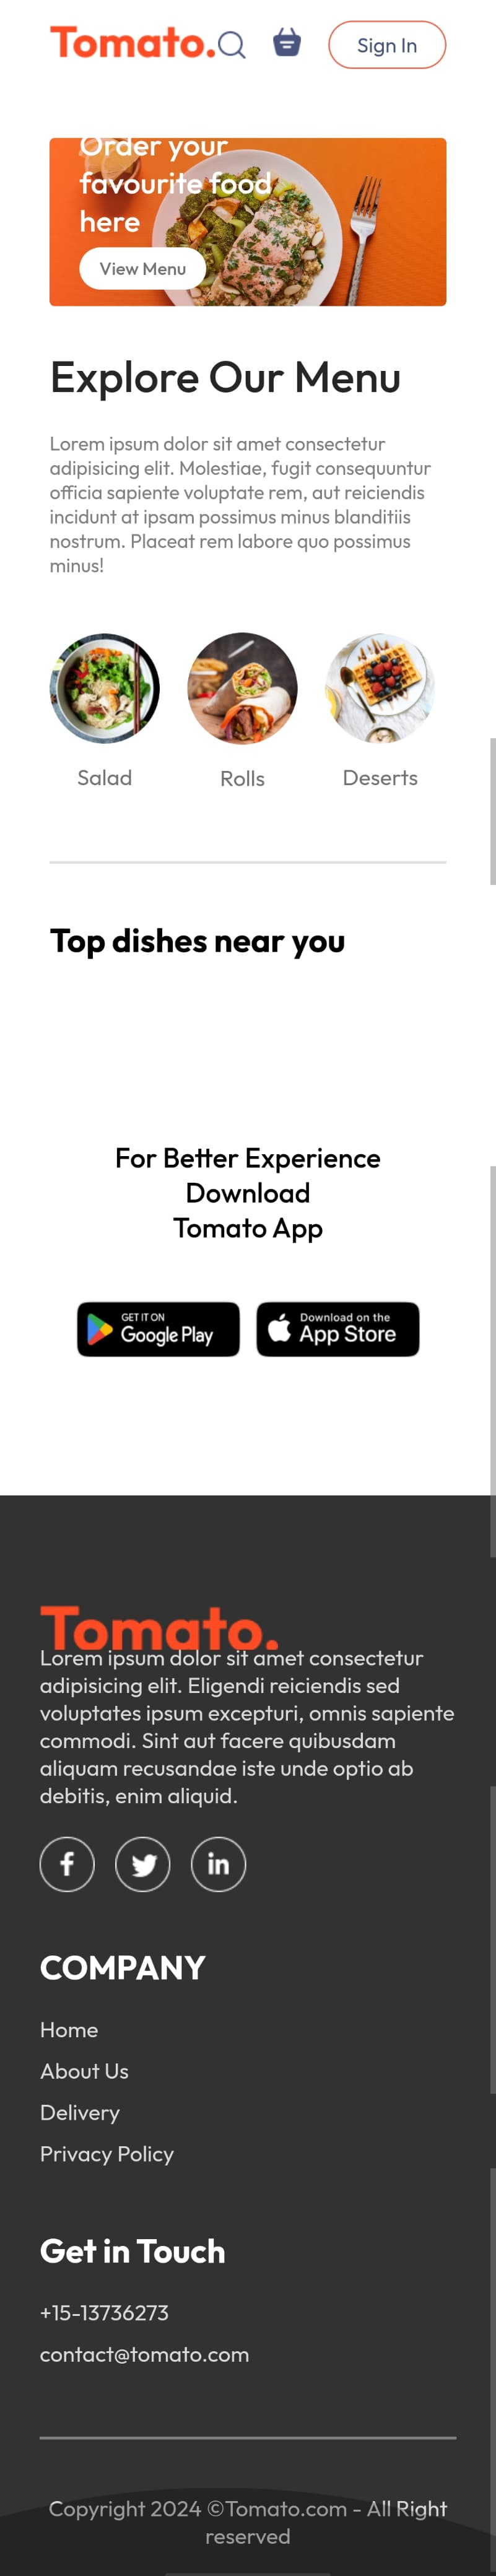 Tomato.
Sign In
Order your
favourite food
here
View Menu
Explore Our Menu
Lorem ipsum dolor sit amet consectetur
adipisicing elit. Molestiae, fugit consequuntur
officia sapiente voluptate rem, aut reiciendis
incidunt at ipsam possimus minus blanditiis
nostrum. Placeat rem labore quo possimus
minus!
Salad
Rolls
Deserts
Top dishes near you
For Better Experience
Download
Tomato App
GET IT ON
Google Play
Download on the
App Store
Tomato.
Lorem ipsum dolor sit amet consectetur
adipisicing elit. Eligendi reiciendis sed
voluptates ipsum excepturi, omnis sapiente
commodi. Sint aut facere quibusdam
aliquam recusandae iste unde optio ab
debitis, enim aliquid.
f
in
COMPANY
Home
About Us
Delivery
Privacy Policy
Get in Touch
+15-13736273
contact@tomato.com
Copyright 2024 ©Tomato.com - All Right
reserved